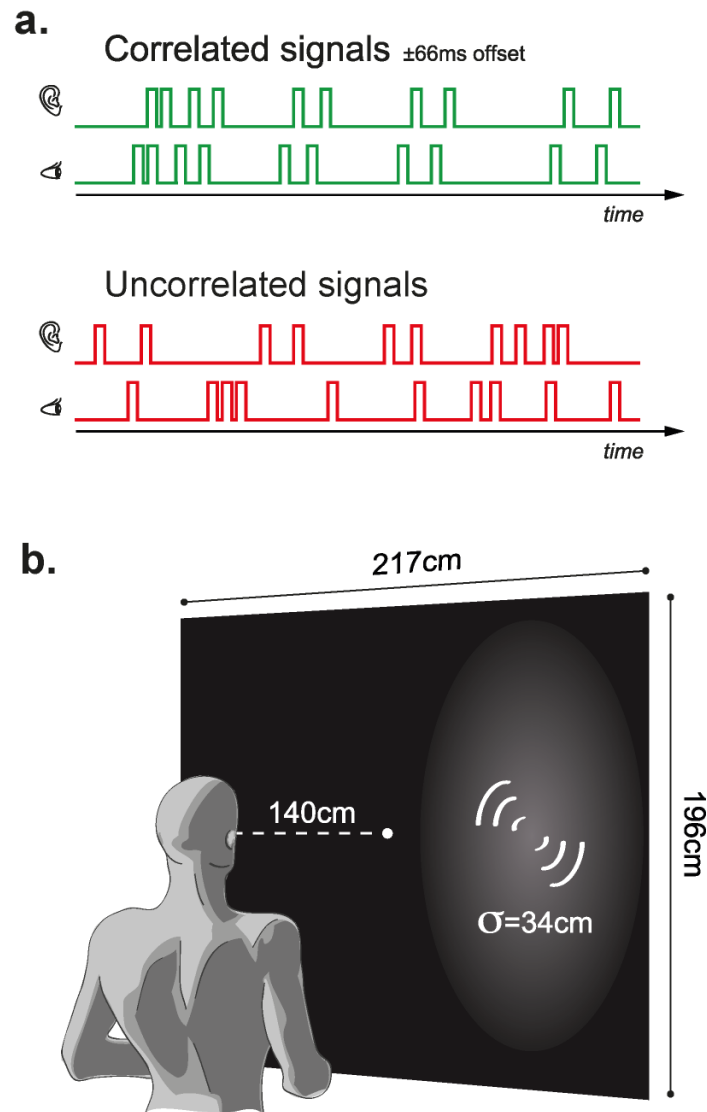 a.
Correlated signals ±66ms offset
time
Uncorrelated signals
time
b.
217cm
140cm
196cm
σ=34cm